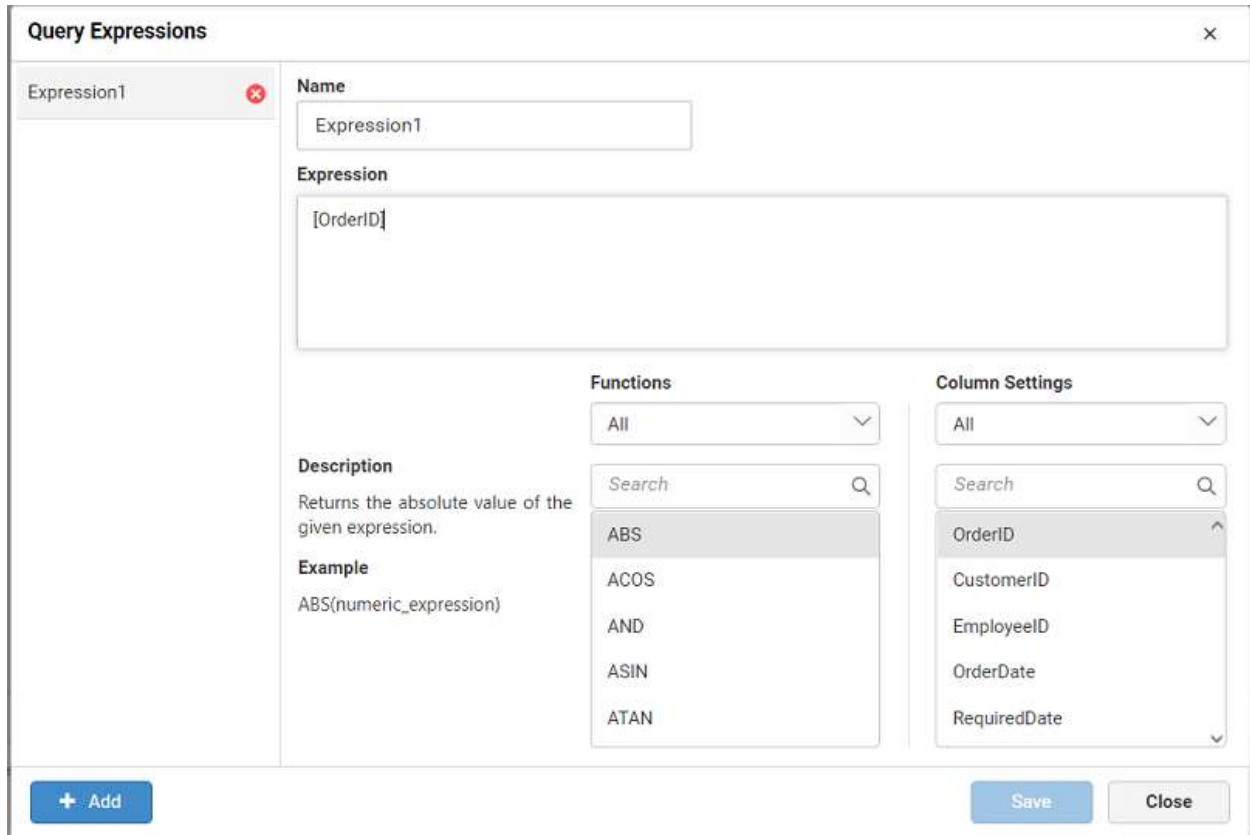 Query Expressions
Expression1
Name
Expression1
Expression
[OrderID]
Functions
Column Settings
All
All
Description
Returns the absolute value of the
given expression.
Example
ABS(numeric_expression)
Search
ABS
ACOS
AND
ASIN
ATAN
Search
OrderID
CustomerID
EmployeeID
OrderDate
RequiredDate
+ Add
Save
Close